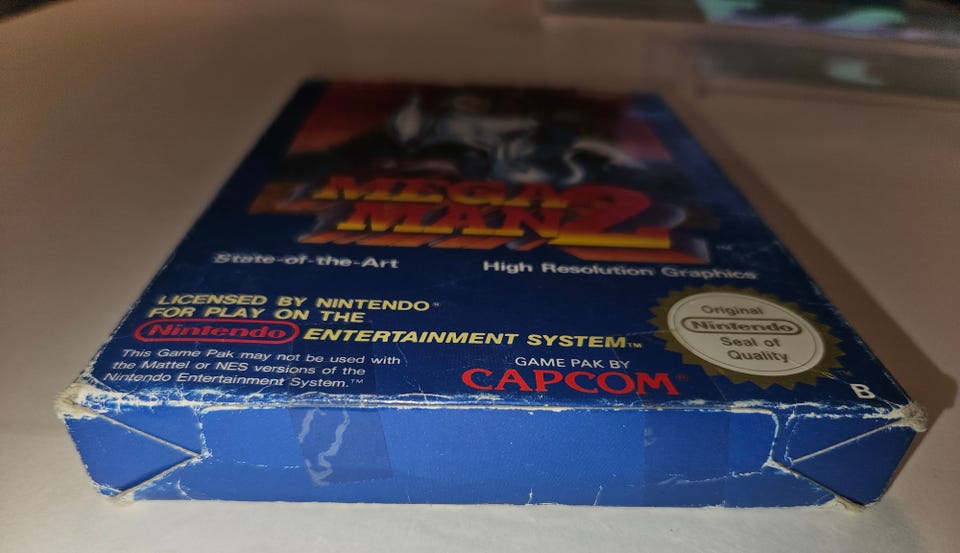 MEGA
MAN 2
TM
State-of-the-Art
High Resolution Graphics
LICENSED BY NINTENDO®
FOR PLAY ON THE
Nintendo ENTERTAINMENT SYSTEM™
This Game Pak may not be used with
the Mattel or NES versions of the
Nintendo Entertainment System.™
GAME PAK BY
CAPCOM®
Original
Nintendo
Seal of
Quality
B